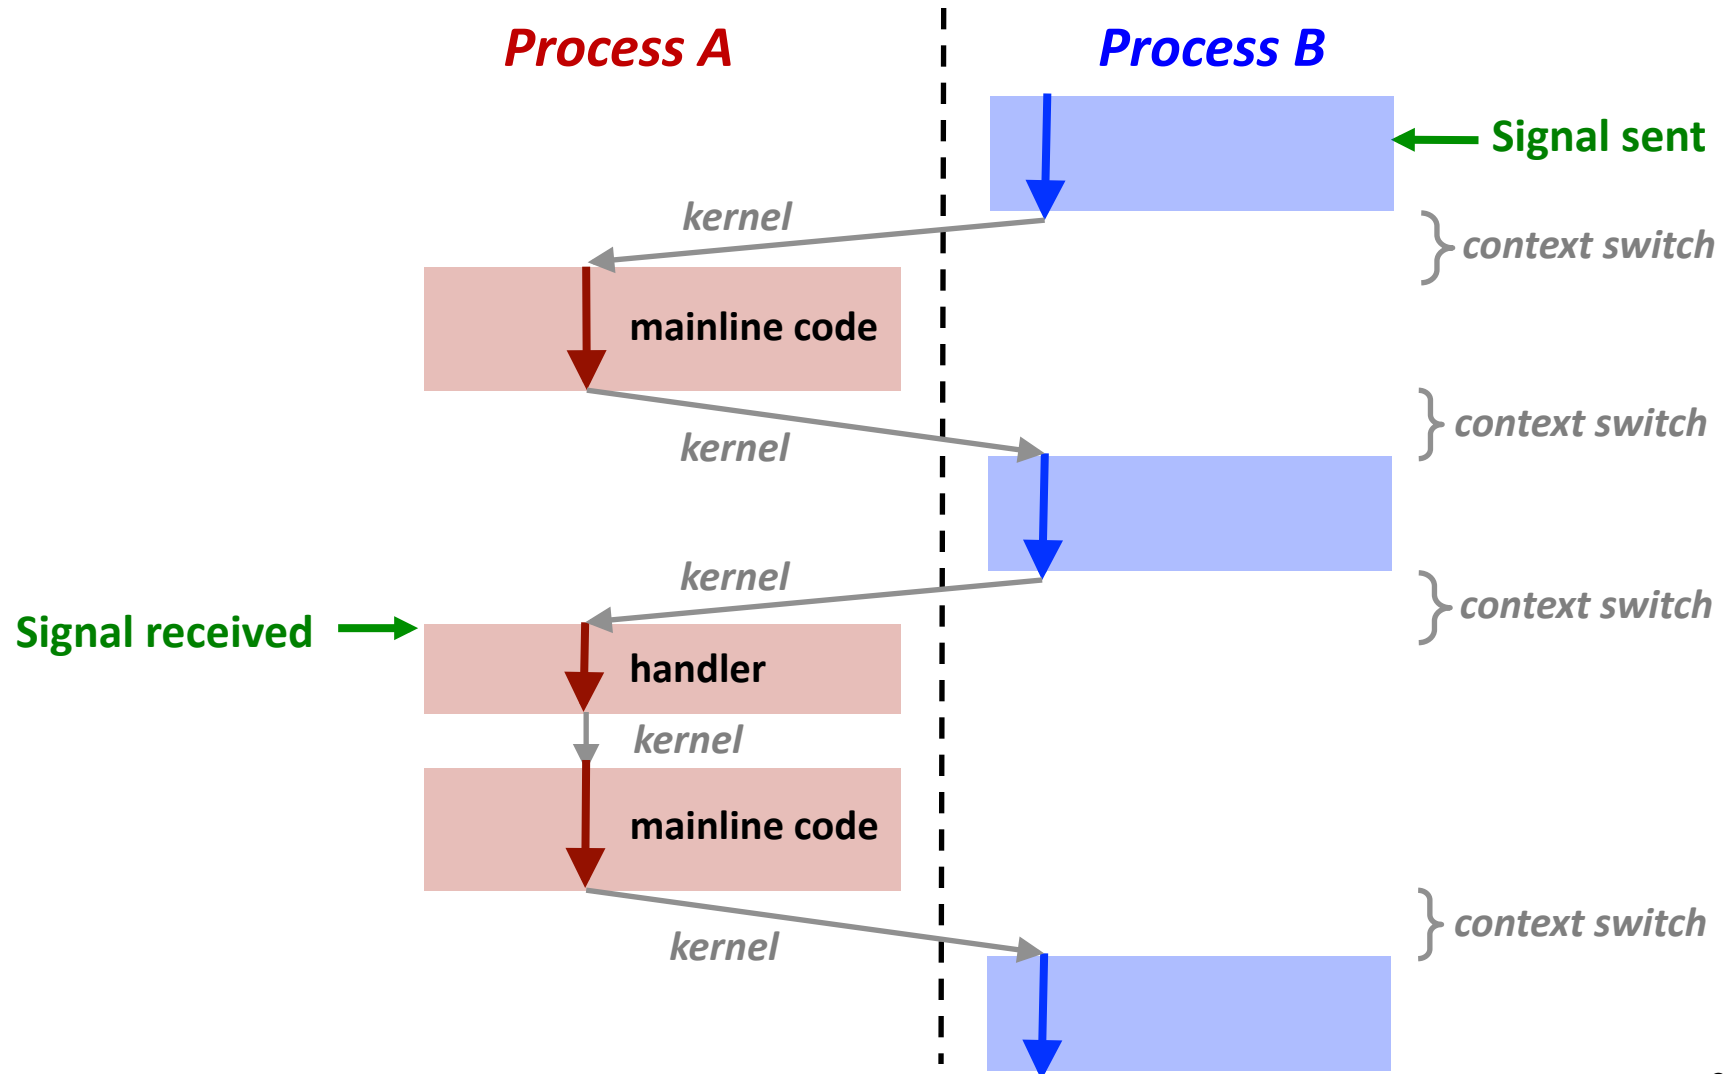 Process A
Process B
Signal sent
kernel
context switch
mainline code
context switch
kernel
kernel
context switch
Signal received
handler
kernel
mainline code
context switch
kernel